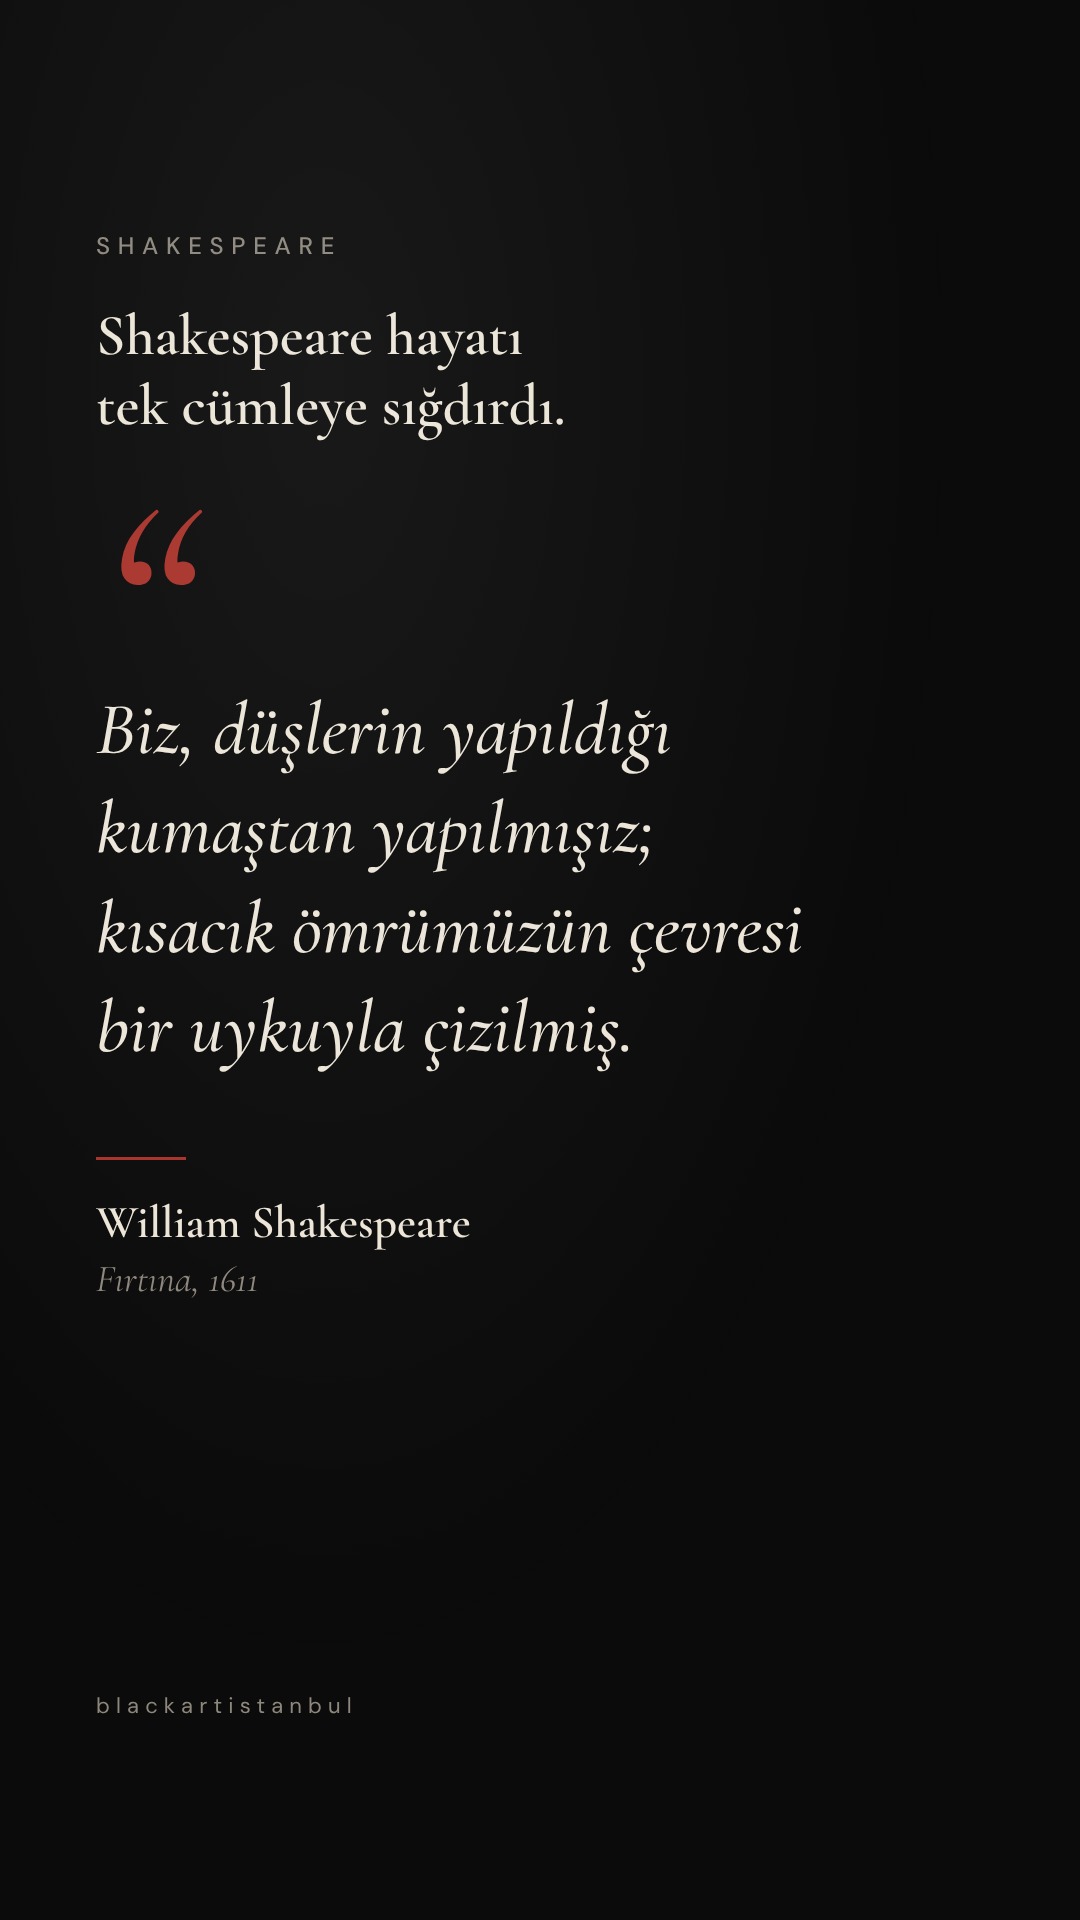 SHAKESPEARE
Shakespeare hayatı
tek cümleye sığdırdı.
“
Biz, düşlerin yapıldığı
kumaştan yapılmışız;
kısacık ömrümüzün çevresi
bir uykuyla çizilmiş.
William Shakespeare
Fırtına, 1611
blackartistanbul